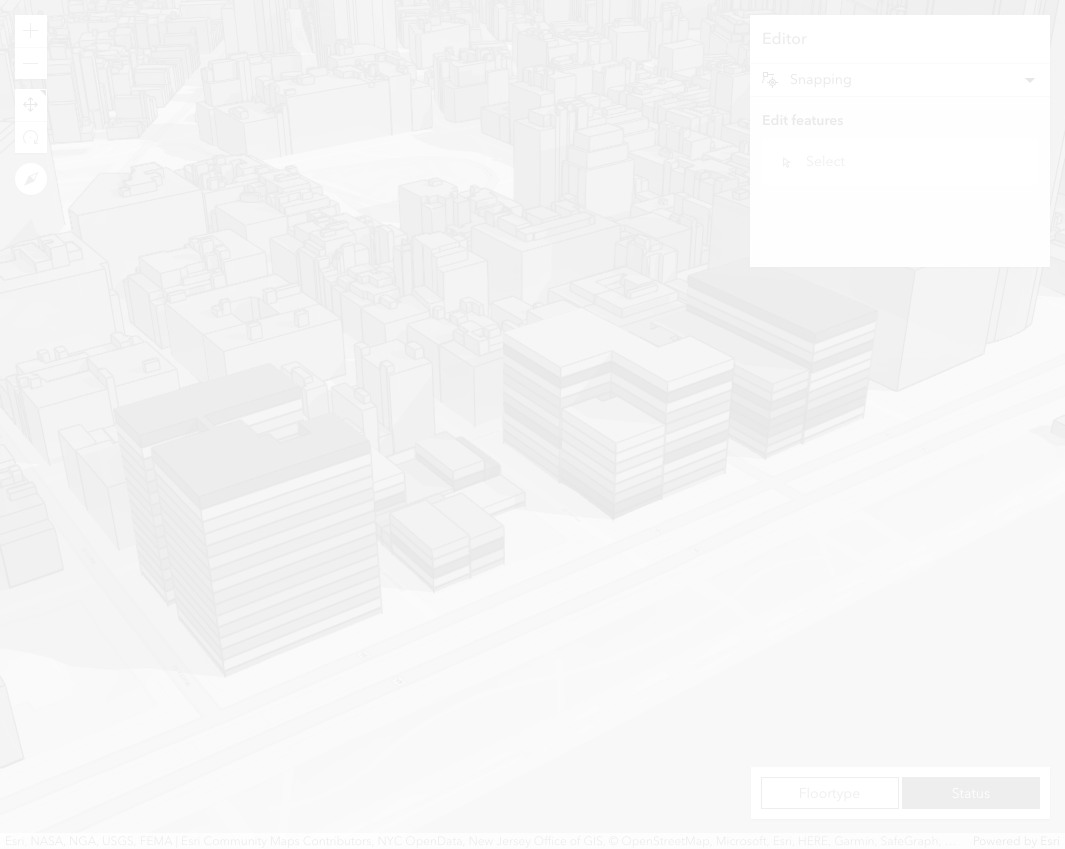 Editor
Snapping
Edit features
Select
Floortype
Status
Esri, NASA, NGA, USGS, FEMA | Esri Community Maps Contributors, NYC OpenData, New Jersey Office of GIS, © OpenStreetMap, Microsoft, Esri, HERE, Garmin, SafeGraph,
Powered by Esri